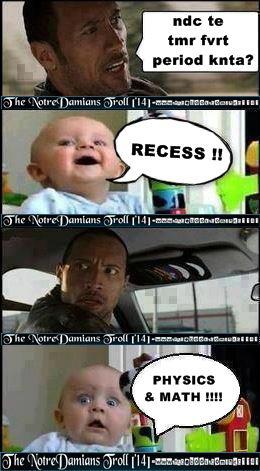 ndc te
tmr fvrt
period knta?
The NotreDamians Troll ['14]
RECESS !!
The NotreDamians Troll ['14]
The NotreDamians Troll ['14]
PHYSICS
& MATH !!!!
The NotreDamians Troll ['14]